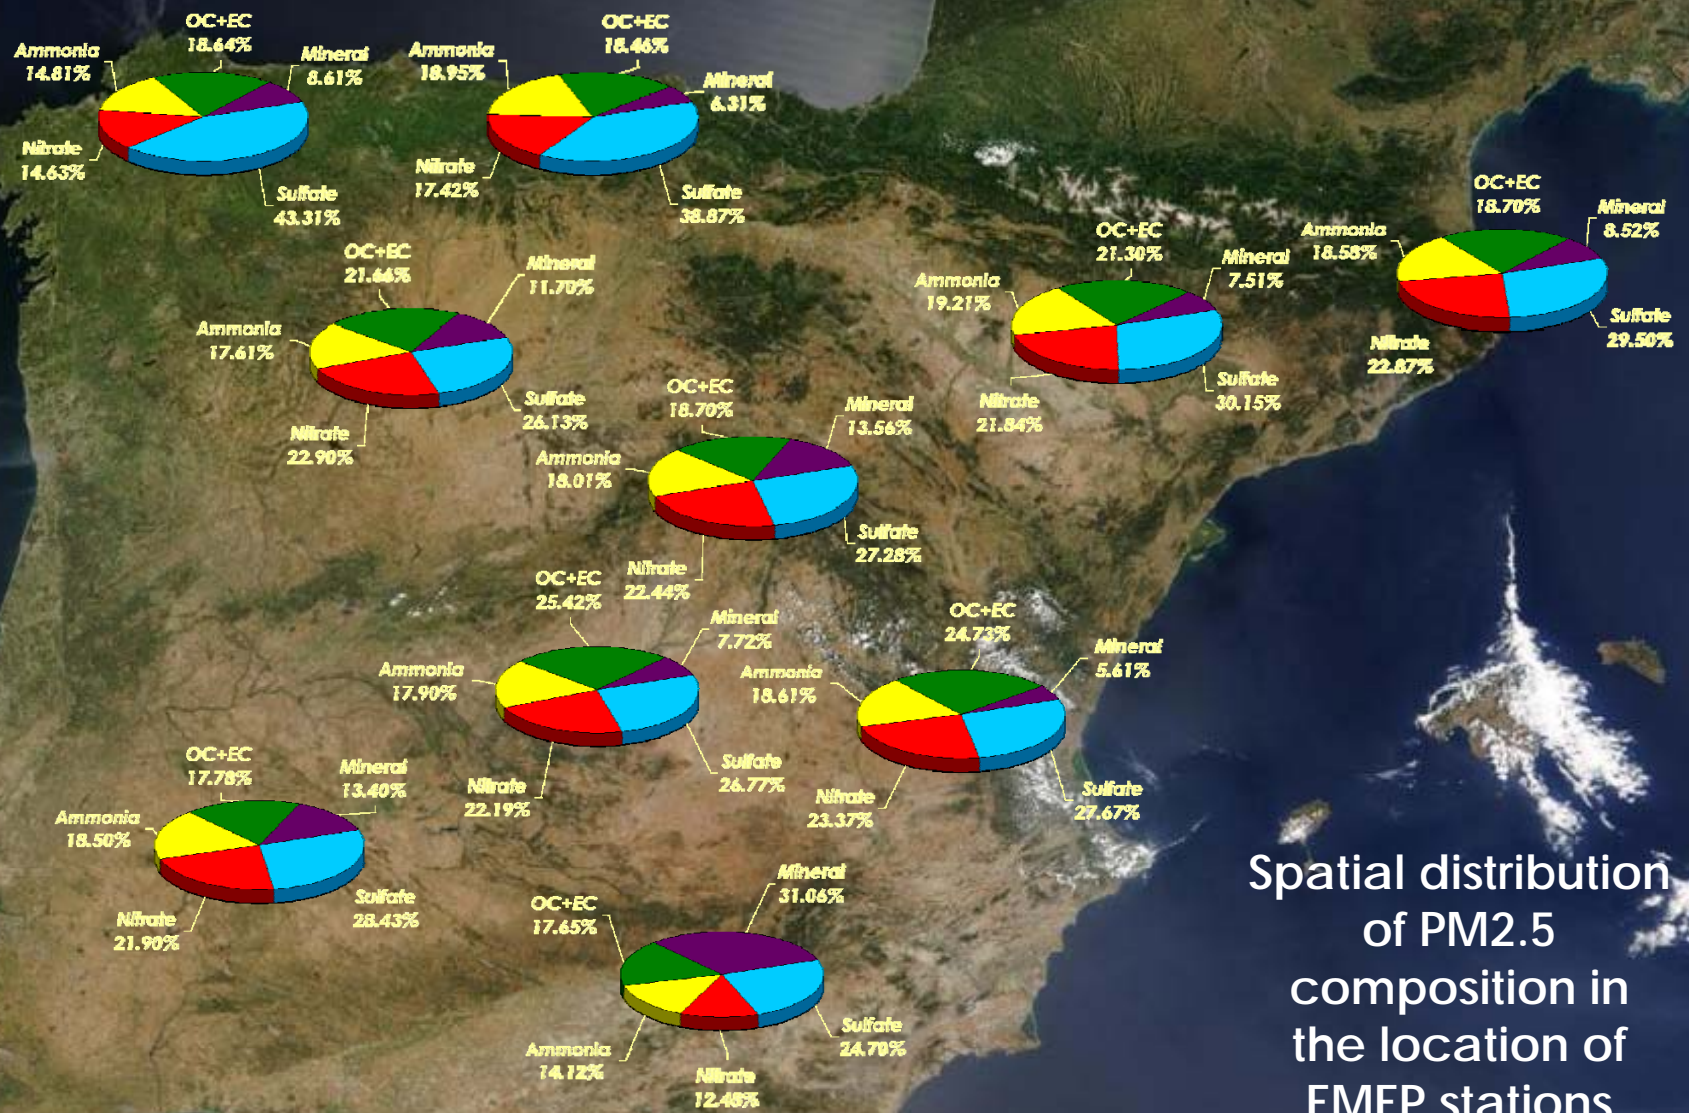 OC+EC
18.64%
Ammonia
14.81%
Mineral
8.61%
Nitrate
14.63%
Sulfate
43.31%
OC+EC
18.46%
Ammonia
18.95%
Mineral
6.31%
Nitrate
17.42%
Sulfate
38.87%
OC+EC
18.70%
Ammonia
18.58%
Mineral
8.52%
Nitrate
22.87%
Sulfate
29.50%
OC+EC
21.30%
Ammonia
19.21%
Mineral
7.51%
Nitrate
21.84%
Sulfate
30.15%
OC+EC
21.66%
Ammonia
17.61%
Mineral
11.70%
Nitrate
22.90%
Sulfate
26.13%
OC+EC
18.70%
Ammonia
18.01%
Mineral
13.56%
Nitrate
22.44%
Sulfate
27.28%
OC+EC
25.42%
Ammonia
17.90%
Mineral
7.72%
Nitrate
22.19%
Sulfate
26.77%
OC+EC
24.73%
Ammonia
18.61%
Mineral
5.61%
Nitrate
23.37%
Sulfate
27.67%
OC+EC
17.78%
Ammonia
18.50%
Mineral
13.40%
Nitrate
21.90%
Sulfate
28.43%
OC+EC
17.65%
Mineral
31.06%
Ammonia
14.12%
Nitrate
12.48%
Sulfate
24.70%
Spatial distribution
of PM2.5
composition in
the location of
EMEP stations